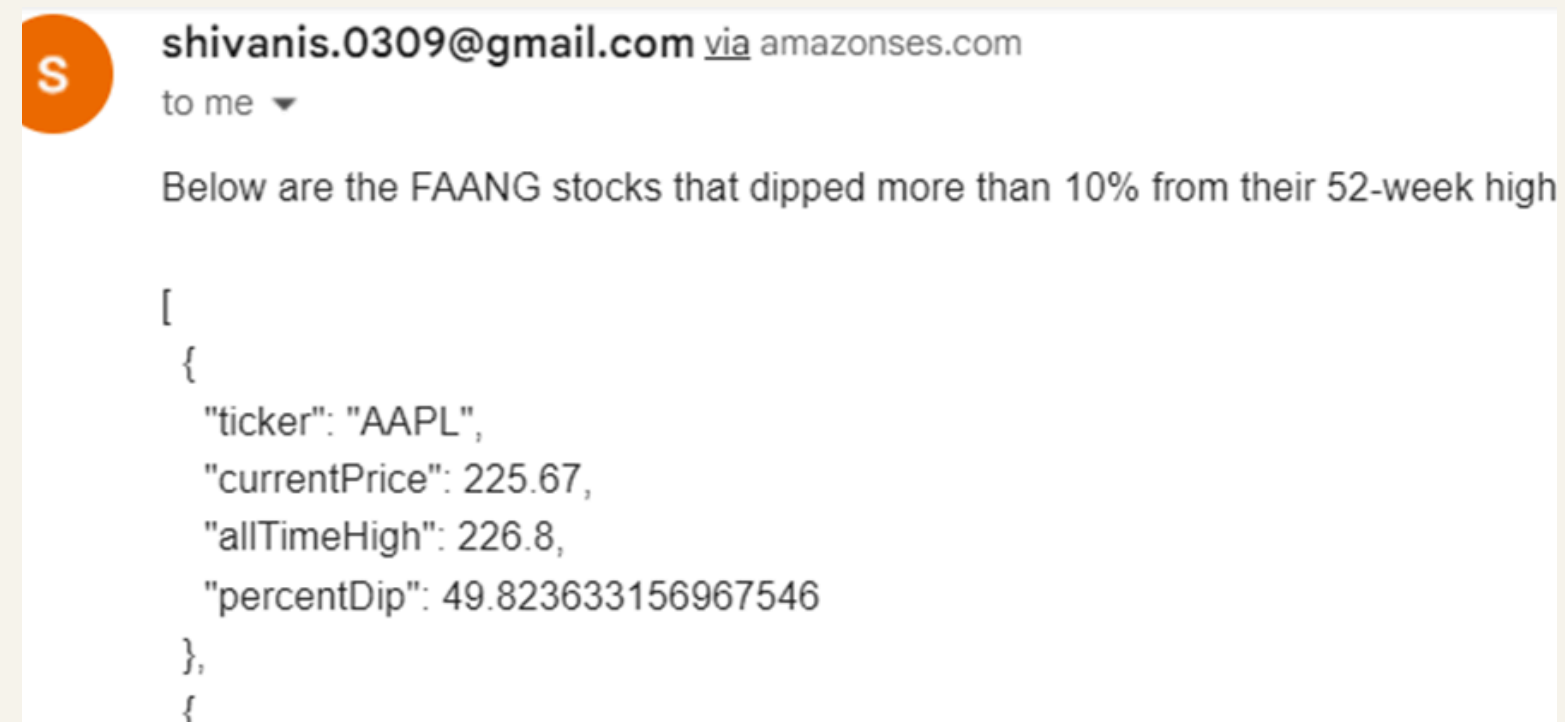 S
shivanis.0309@gmail.com via amazonses.com
to me
Below are the FAANG stocks that dipped more than 10% from their 52-week high
[
{
"ticker": "AAPL",
"currentPrice": 225.67,
"allTimeHigh": 226.8,
"percentDip": 49.823633156967546
},
{